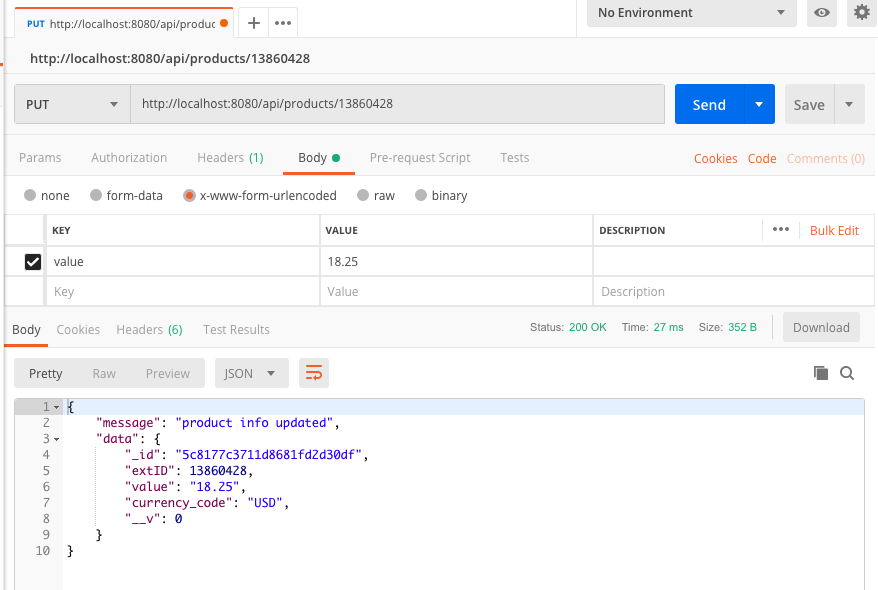 PUT http://localhost:8080/api/produc + ••• No Environment
http://localhost:8080/api/products/13860428
PUT http://localhost:8080/api/products/13860428 Send Save
Params Authorization Headers (1) Body Pre-request Script Tests Cookies Code Comments (0)
none form-data x-www-form-urlencoded raw binary
KEY VALUE DESCRIPTION ••• Bulk Edit
value 18.25
Key Value Description
Body Cookies Headers (6) Test Results Status: 200 OK Time: 27 ms Size: 352 B Download
Pretty Raw Preview JSON
1 {
2 "message": "product info updated",
3 "data": {
4 "_id": "5c8177c3711d8681fd2d30df",
5 "extID": 13860428,
6 "value": "18.25",
7 "currency_code": "USD",
8 "__v": 0
9 }
10 }